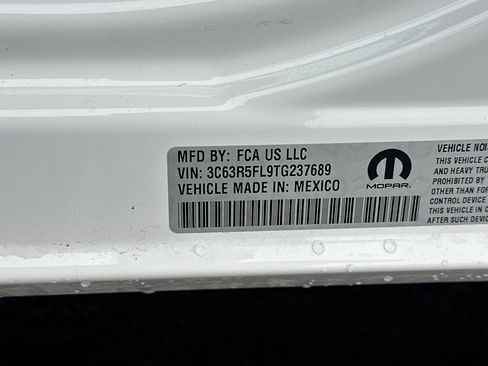 MFD BY: FCA US LLC
VIN: 3C63R5FL9TG237689
VEHICLE MADE IN: MEXICO
MOPAR
VEHICLE NOIS
THIS VEHICLE C
AND HEAVY TRU
PROHIBITED BY
OTHER THAN FOR
CONTROL DEVICE
THIS VEHICLE IN C
AFTER SUCH DEVIC